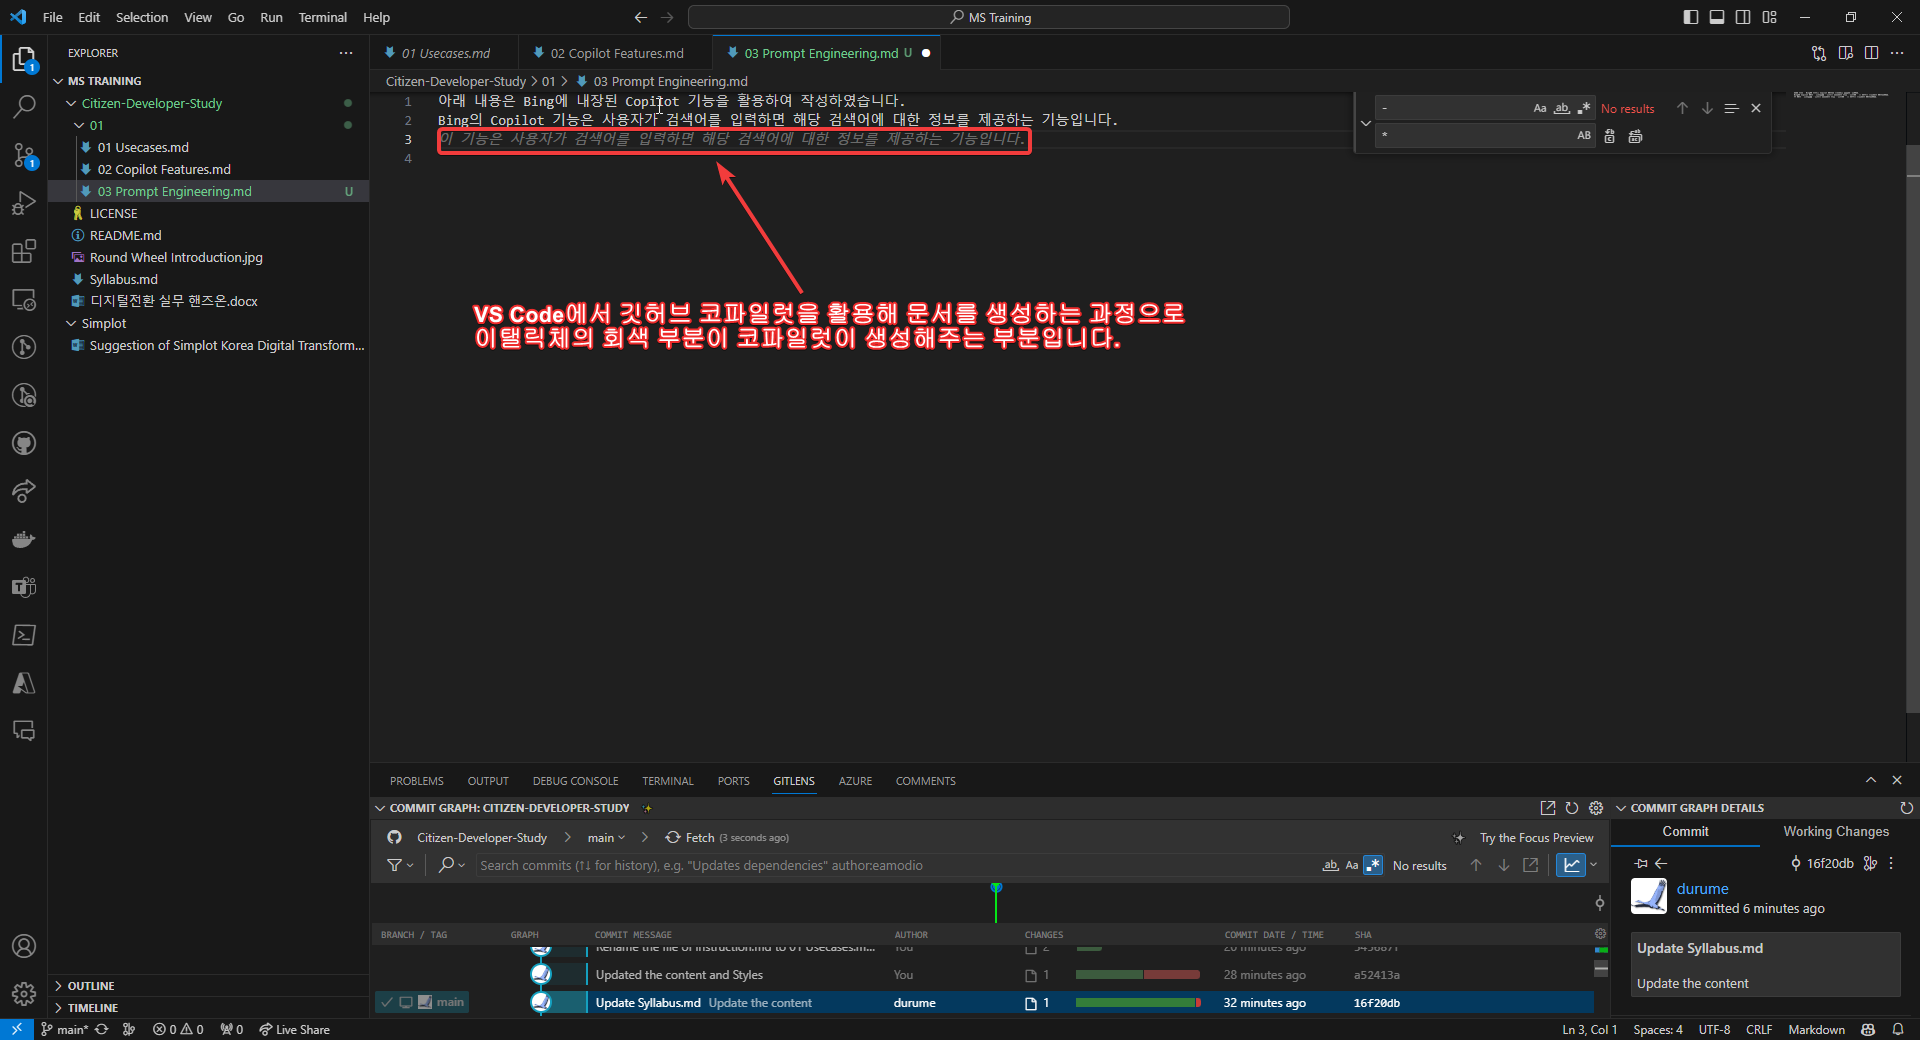 File Edit Selection View Go Run Terminal Help
MS Training
EXPLORER
MS TRAINING
Citizen-Developer-Study
01
01 Usecases.md
02 Copilot Features.md
03 Prompt Engineering.md U
LICENSE
README.md
Round Wheel Introduction.jpg
Syllabus.md
디지털전환 실무 핸즈온.docx
Simplot
Suggestion of Simplot Korea Digital Transform...
OUTLINE
TIMELINE
01 Usecases.md
02 Copilot Features.md
03 Prompt Engineering.md U
Citizen-Developer-Study > 01 > 03 Prompt Engineering.md
1 아래 내용은 Bing에 내장된 Copilot 기능을 활용하여 작성하였습니다.
2 Bing의 Copilot 기능은 사용자가 검색어를 입력하면 해당 검색어에 대한 정보를 제공하는 기능입니다.
3 이 기능은 사용자가 검색어를 입력하면 해당 검색어에 대한 정보를 제공하는 기능입니다.
4
- Aa ab .* No results
* AB
VS Code에서 깃허브 코파일럿을 활용해 문서를 생성하는 과정으로
이탤릭체의 회색 부분이 코파일럿이 생성해주는 부분입니다.
PROBLEMS OUTPUT DEBUG CONSOLE TERMINAL PORTS GITLENS AZURE COMMENTS
COMMIT GRAPH: CITIZEN-DEVELOPER-STUDY
Citizen-Developer-Study > main > Fetch (3 seconds ago)
Try the Focus Preview
Search commits (↑↓ for history), e.g. "Updates dependencies" author:eamodio
ab Aa .* No results
BRANCH / TAG GRAPH COMMIT MESSAGE AUTHOR CHANGES COMMIT DATE / TIME SHA
Rename the file of instruction.md to 01 Usecases.m... You 2 20 minutes ago
Updated the content and Styles You 1 28 minutes ago a52413a
main Update Syllabus.md Update the content durume 1 32 minutes ago 16f20db
COMMIT GRAPH DETAILS
Commit Working Changes
16f20db
durume
committed 6 minutes ago
Update Syllabus.md
Update the content
main* 0 0 0 Live Share
Ln 3, Col 1 Spaces: 4 UTF-8 CRLF Markdown